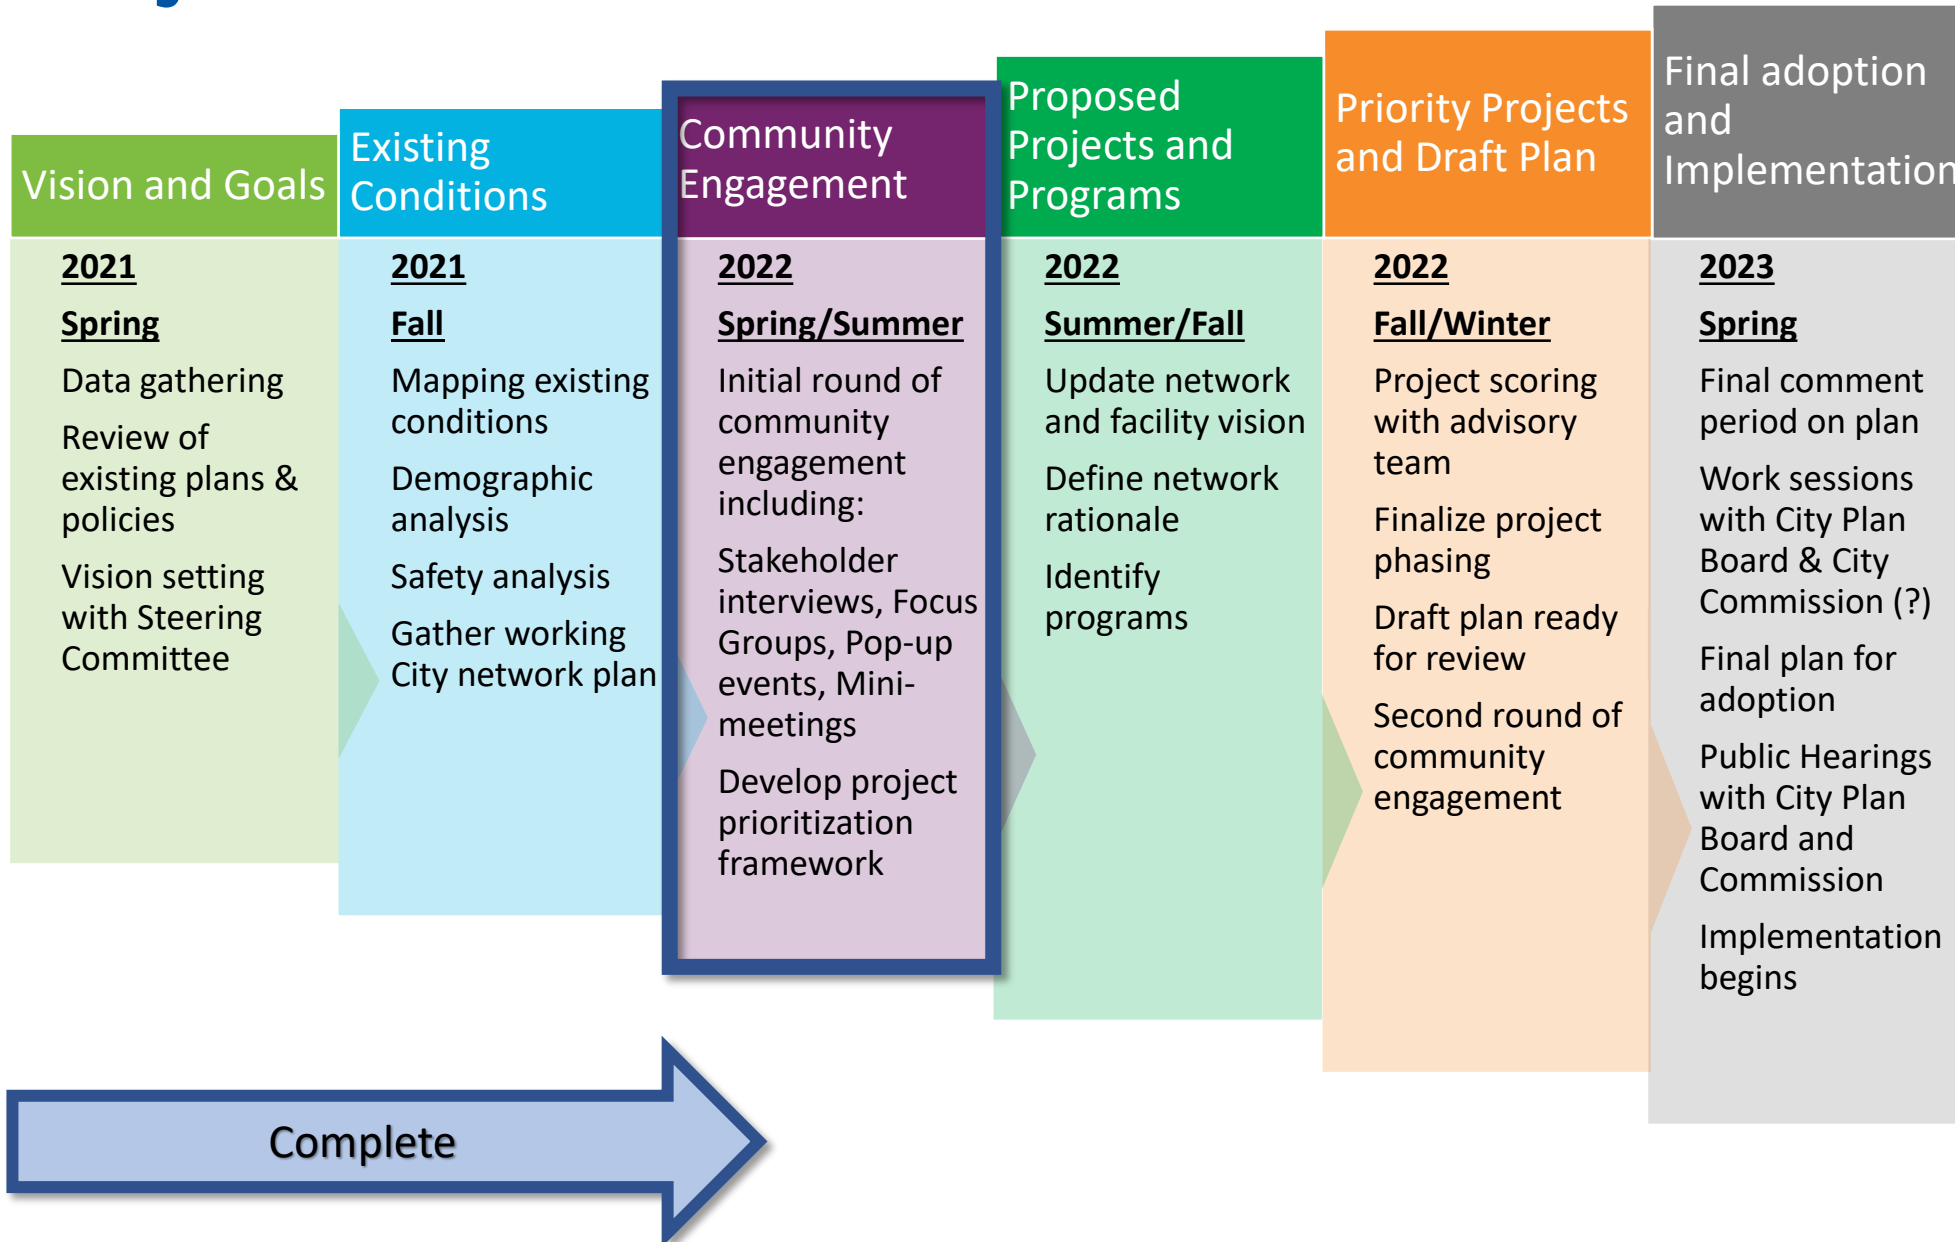 Vision and Goals
2021
Spring
Data gathering
Review of
existing plans &
policies
Vision setting
with Steering
Committee
Existing
Conditions
2021
Fall
Mapping existing
conditions
Demographic
analysis
Safety analysis
Gather working
City network plan
Community
Engagement
2022
Spring/Summer
Initial round of
community
engagement
including:
Stakeholder
interviews, Focus
Groups, Pop-up
events, Mini-
meetings
Develop project
prioritization
framework
Proposed
Projects and
Programs
2022
Summer/Fall
Update network
and facility vision
Define network
rationale
Identify
programs
Priority Projects
and Draft Plan
2022
Fall/Winter
Project scoring
with advisory
team
Finalize project
phasing
Draft plan ready
for review
Second round of
community
engagement
Final adoption
and
Implementation
2023
Spring
Final comment
period on plan
Work sessions
with City Plan
Board & City
Commission (?)
Final plan for
adoption
Public Hearings
with City Plan
Board and
Commission
Implementation
begins
Complete